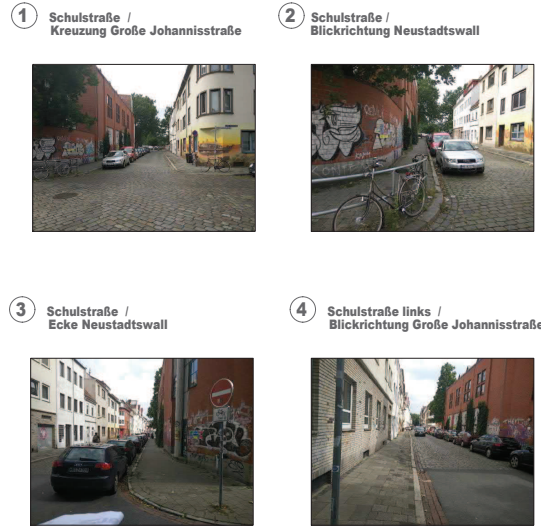 1 Schulstraße /
Kreuzung Große Johannisstraße
2 Schulstraße /
Blickrichtung Neustadtswall
3 Schulstraße /
Ecke Neustadtswall
4 Schulstraße links /
Blickrichtung Große Johannisstraße